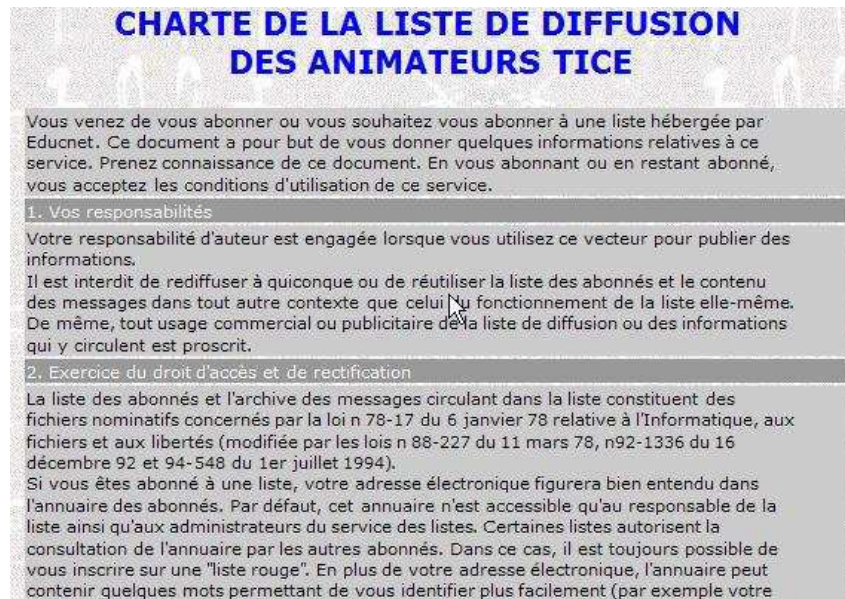 CHARTE DE LA LISTE DE DIFFUSION
DES ANIMATEURS TICE
Vous venez de vous abonner ou vous souhaitez vous abonner à une liste hébergée par
Educnet. Ce document a pour but de vous donner quelques informations relatives à ce
service. Prenez connaissance de ce document. En vous abonnant ou en restant abonné,
vous acceptez les conditions d'utilisation de ce service.
1. Vos responsabilités
Votre responsabilité d'auteur est engagée lorsque vous utilisez ce vecteur pour publier des
informations.
Il est interdit de rediffuser à quiconque ou de réutiliser la liste des abonnés et le contenu
des messages dans tout autre contexte que celui du fonctionnement de la liste elle-même.
De même, tout usage commercial ou publicitaire de la liste de diffusion ou des informations
qui y circulent est proscrit.
2. Exercice du droit d'accès et de rectification
La liste des abonnés et l'archive des messages circulant dans la liste constituent des
fichiers nominatifs concernés par la loi n 78-17 du 6 janvier 78 relative à l'Informatique, aux
fichiers et aux libertés (modifiée par les lois n 88-227 du 11 mars 78, n92-1336 du 16
décembre 92 et 94-548 du 1er juillet 1994).
Si vous êtes abonné à une liste, votre adresse électronique figurera bien entendu dans
l'annuaire des abonnés. Par défaut, cet annuaire n'est accessible qu'au responsable de la
liste ainsi qu'aux administrateurs du service des listes. Certaines listes autorisent la
consultation de l'annuaire par les autres abonnés. Dans ce cas, il est toujours possible de
vous inscrire sur une "liste rouge". En plus de votre adresse électronique, l'annuaire peut
contenir quelques mots permettant de vous identifier plus facilement (par exemple votre